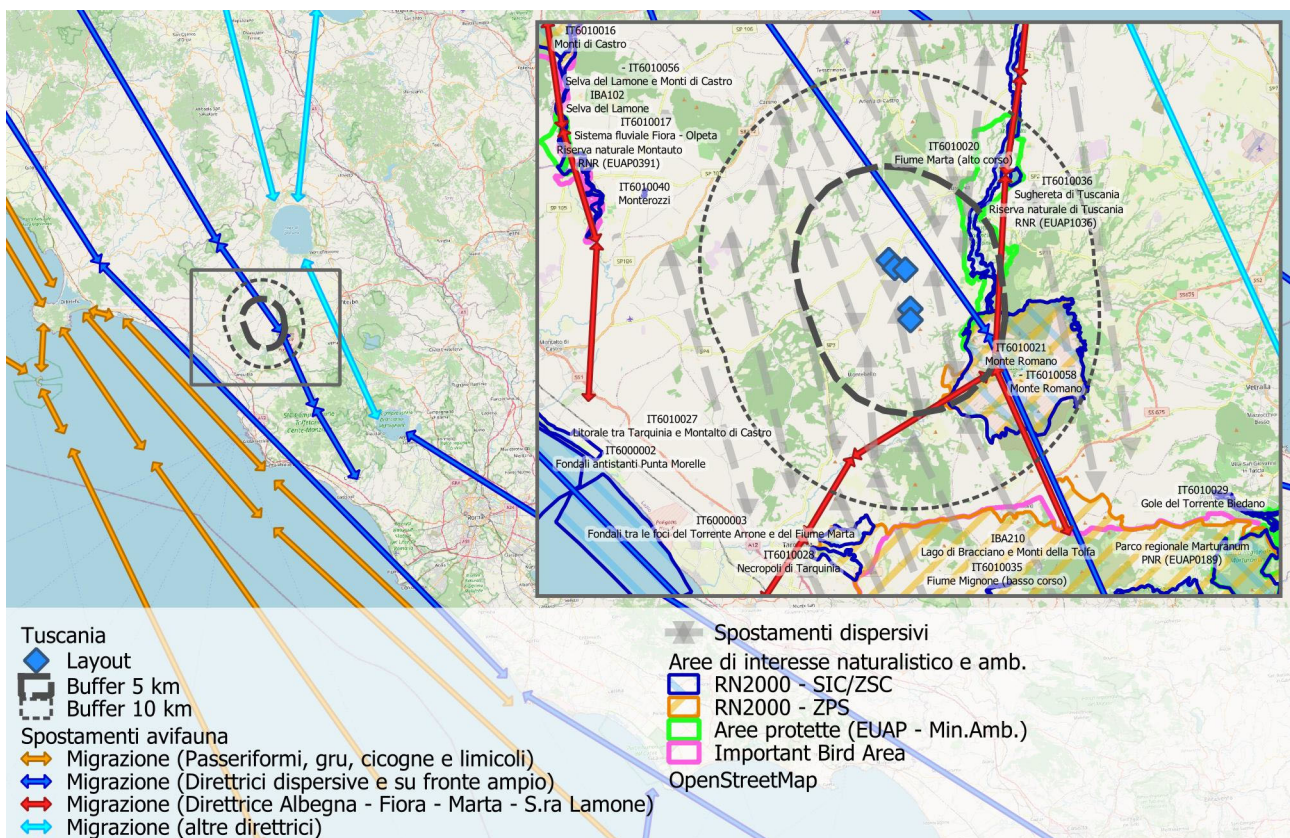 IT6010016
Monti di Castro
- IT6010056
Selva del Lamone e Monti di Castro
IBA102
Selva del Lamone
IT6010017
- Sistema fluviale Fiora - Olpeta
Riserva naturale Montauto
RNR (EUAP0391)
IT6010040
Monterozzi
IT6010020
Fiume Marta (alto corso)
IT6010036
Sughereta di Tuscania
Riserva naturale di Tuscania
RNR (EUAP1036)
IT6010021
Monte Romano
- IT6010058
Monte Romano
Vetralla
IT6010027
Litorale tra Tarquinia e Montalto di Castro
IT6000002
Fondali antistanti Punta Morelle
IT6000003
Fondali tra le foci del Torrente Arrone e del Fiume Marta
IT6010028
Necropoli di Tarquinia
IBA210
Lago di Bracciano e Monti della Tolfa
IT6010035
Fiume Mignone (basso corso)
IT6010029
Gole del Torrente Biedano
Parco regionale Marturanum
PNR (EUAP0189)
Tuscania
Layout
Buffer 5 km
Buffer 10 km
Spostamenti avifauna
Migrazione (Passeriformi, gru, cicogne e limicoli)
Migrazione (Direttrici dispersive e su fronte ampio)
Migrazione (Direttrice Albegna - Fiora - Marta - S.ra Lamone)
Migrazione (altre direttrici)
Spostamenti dispersivi
Aree di interesse naturalistico e amb.
RN2000 - SIC/ZSC
RN2000 - ZPS
Aree protette (EUAP - Min.Amb.)
Important Bird Area
OpenStreetMap